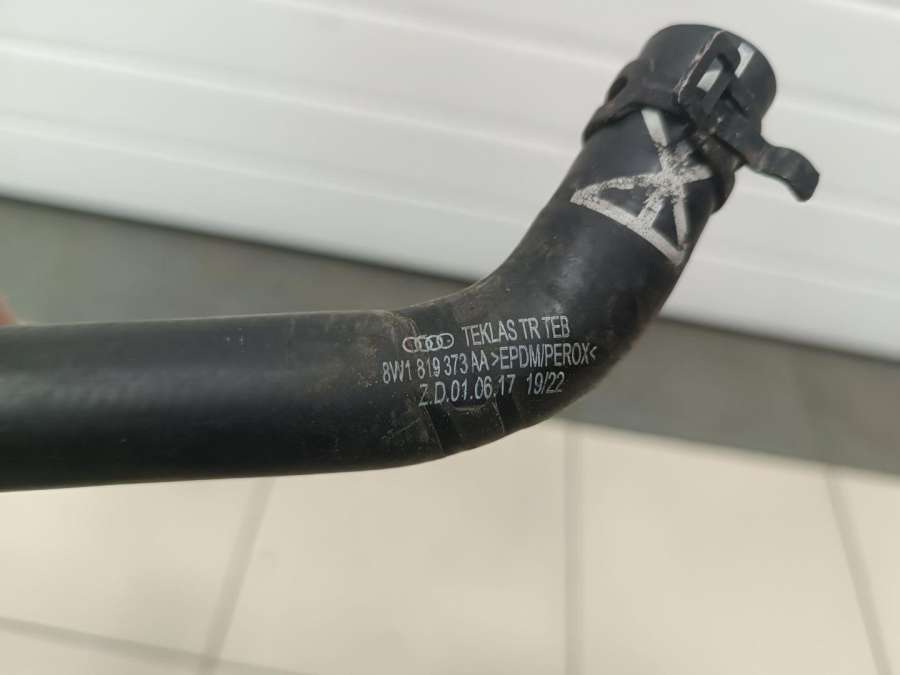 TEKLAS TR TEB
8W1 819 373 AA >EPDM/PEROX<
Z.D.01.06.17 19/22